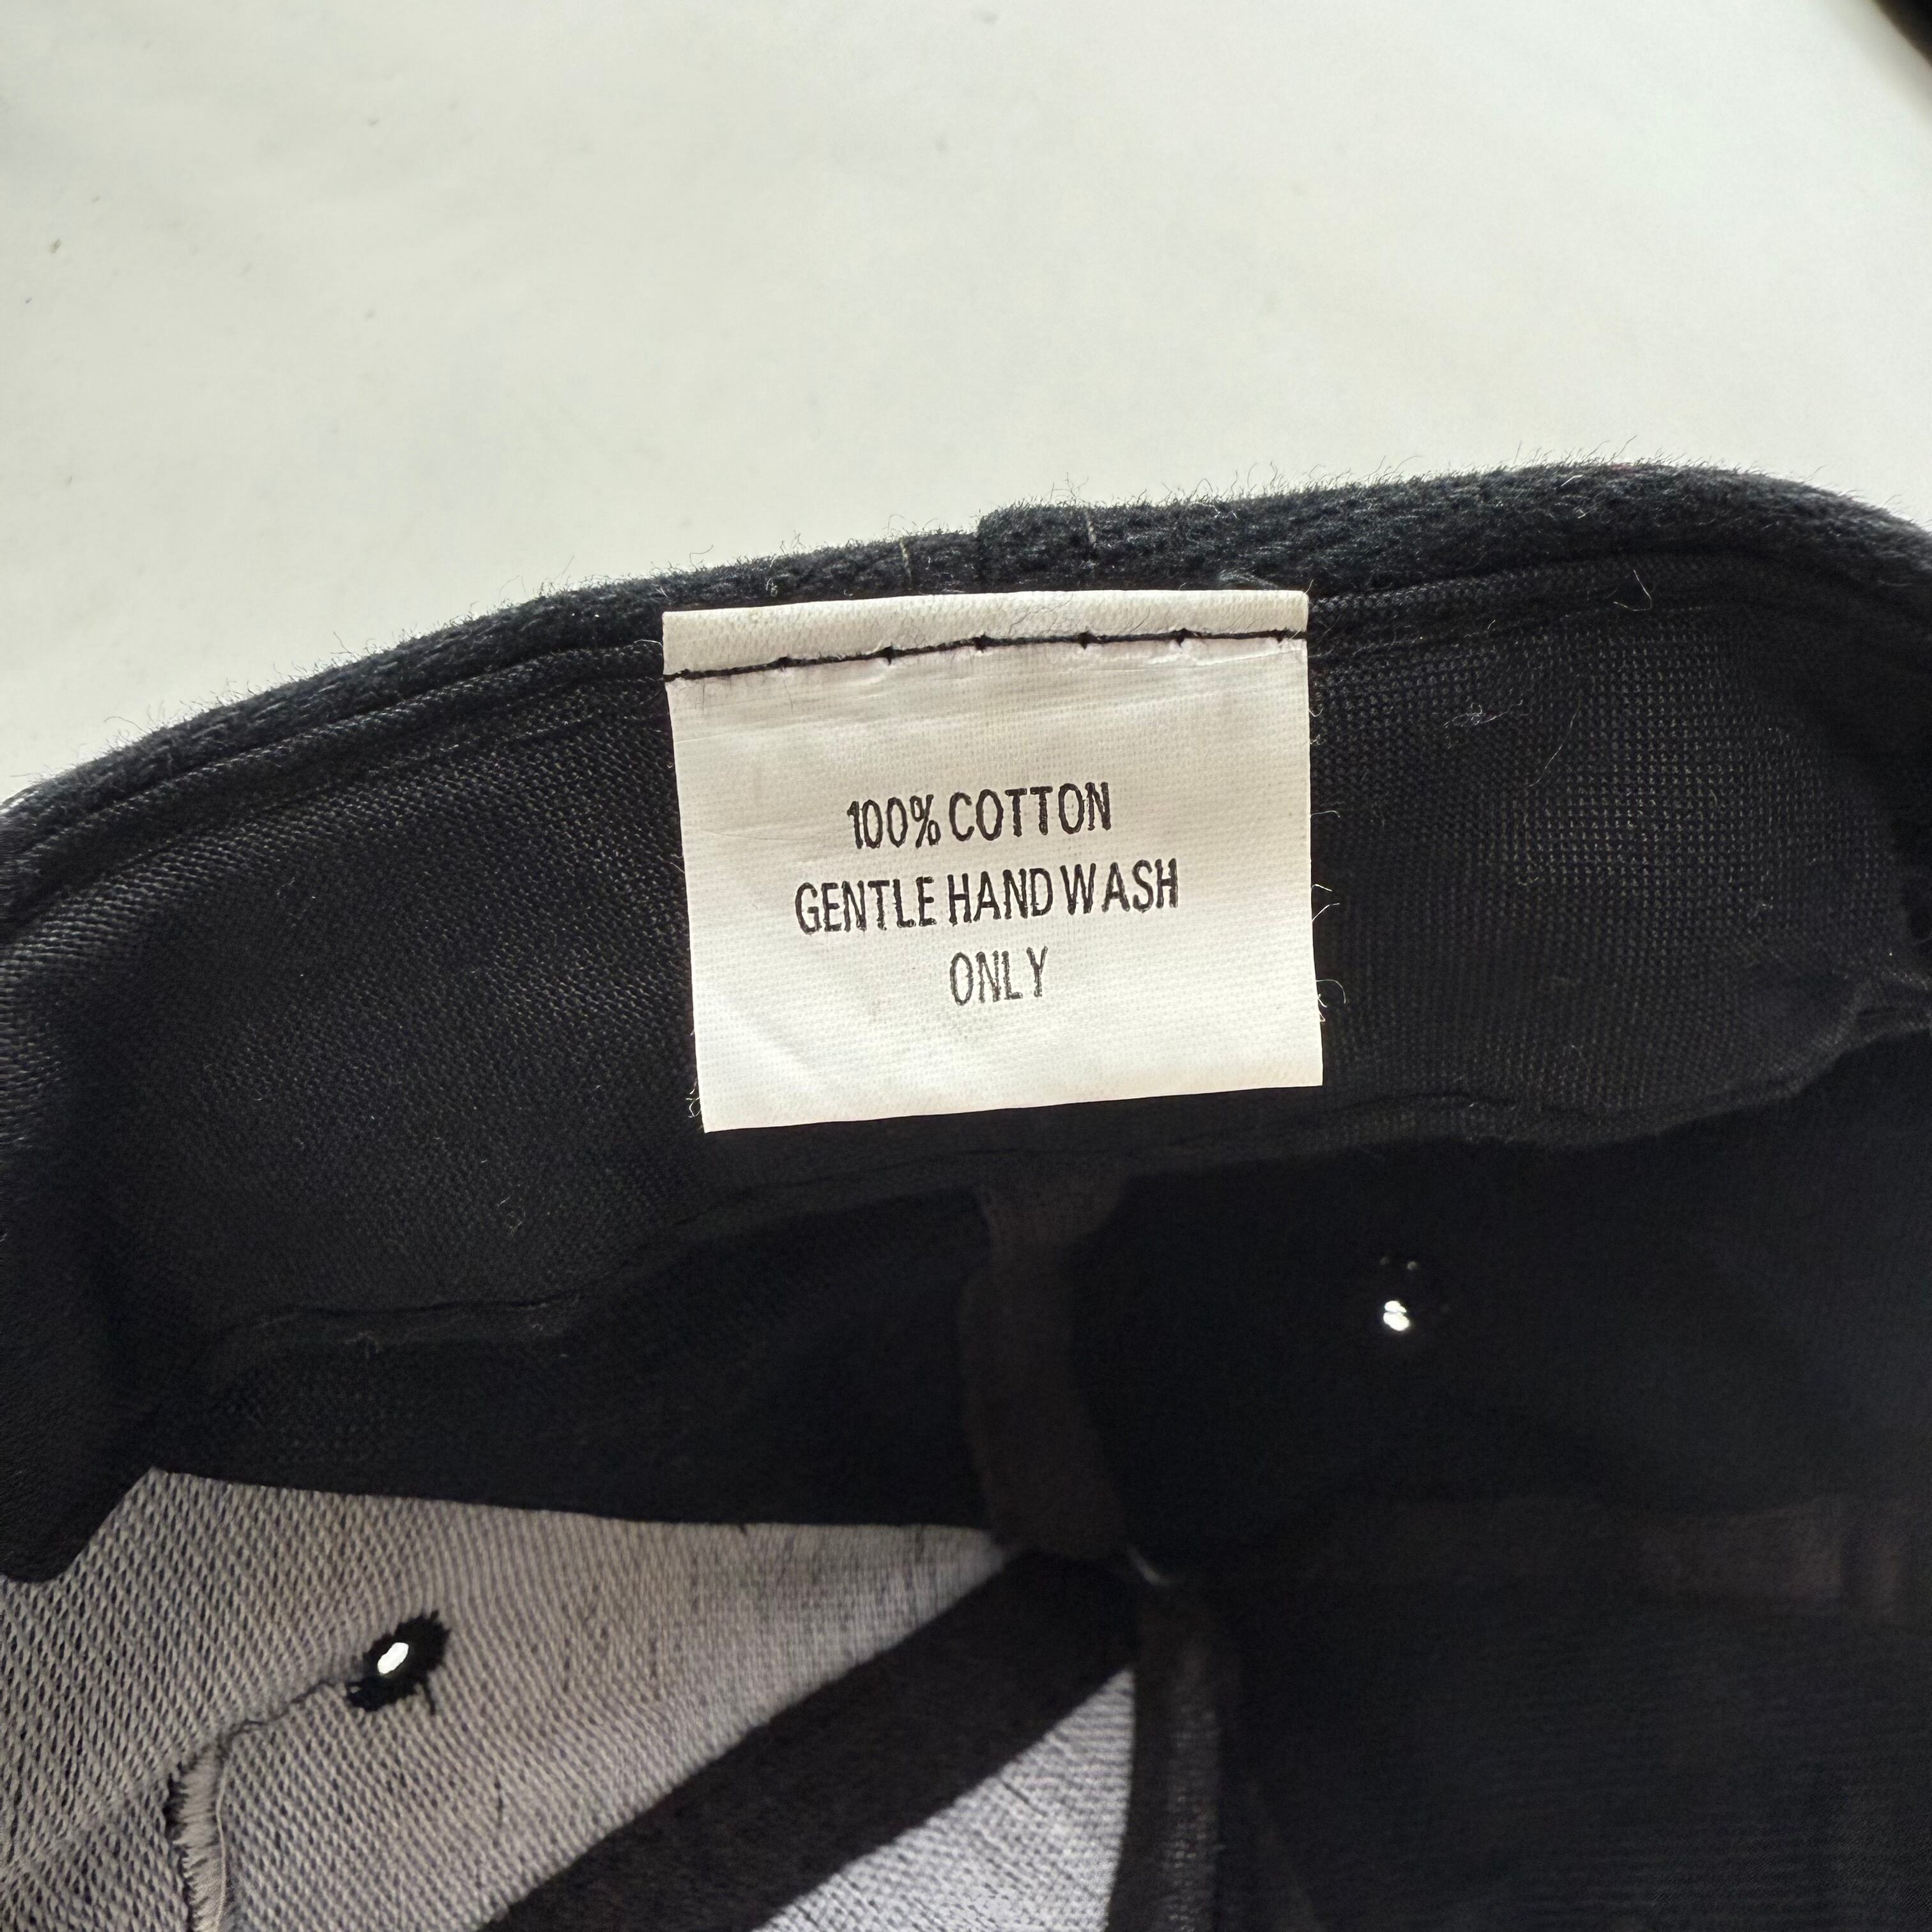 100% COTTON
GENTLE HAND WASH
ONLY